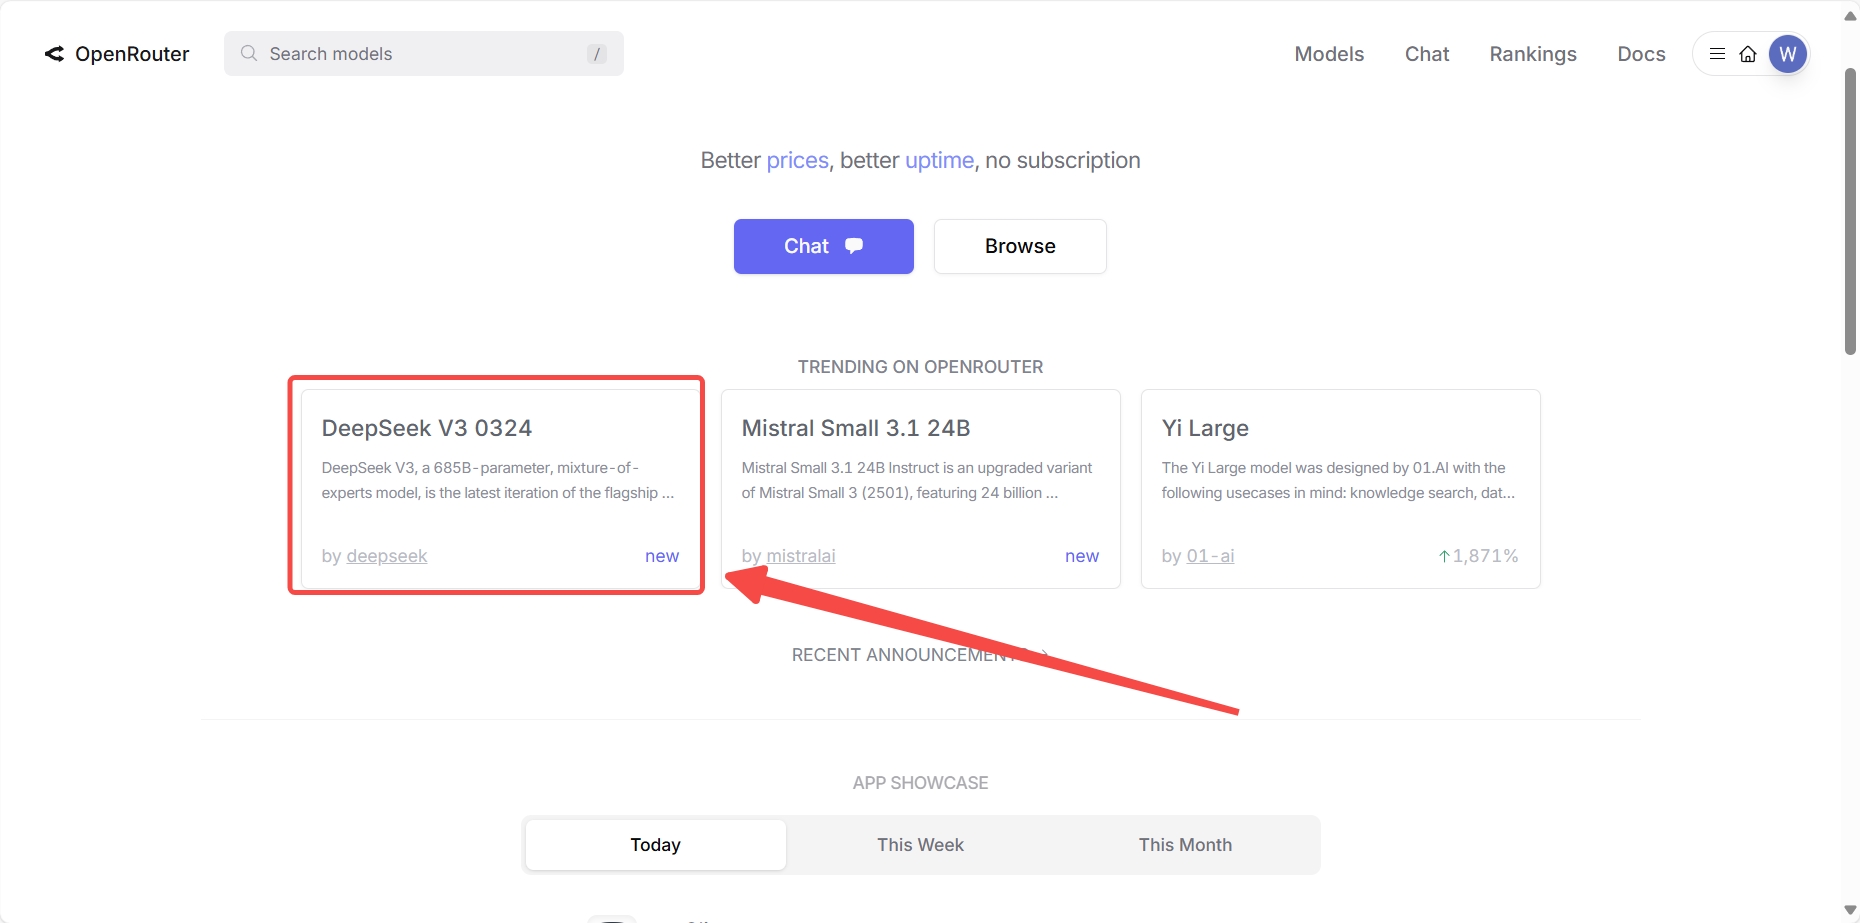 OpenRouter
Search models
/
Models
Chat
Rankings
Docs
W
Better prices, better uptime, no subscription
Chat
Browse
TRENDING ON OPENROUTER
DeepSeek V3 0324
DeepSeek V3, a 685B-parameter, mixture-of-
experts model, is the latest iteration of the flagship ...
by deepseek
new
Mistral Small 3.1 24B
Mistral Small 3.1 24B Instruct is an upgraded variant
of Mistral Small 3 (2501), featuring 24 billion ...
by mistralai
new
Yi Large
The Yi Large model was designed by 01.AI with the
following usecases in mind: knowledge search, dat...
by 01-ai
↑1,871%
RECENT ANNOUNCEMENTS
APP SHOWCASE
Today
This Week
This Month